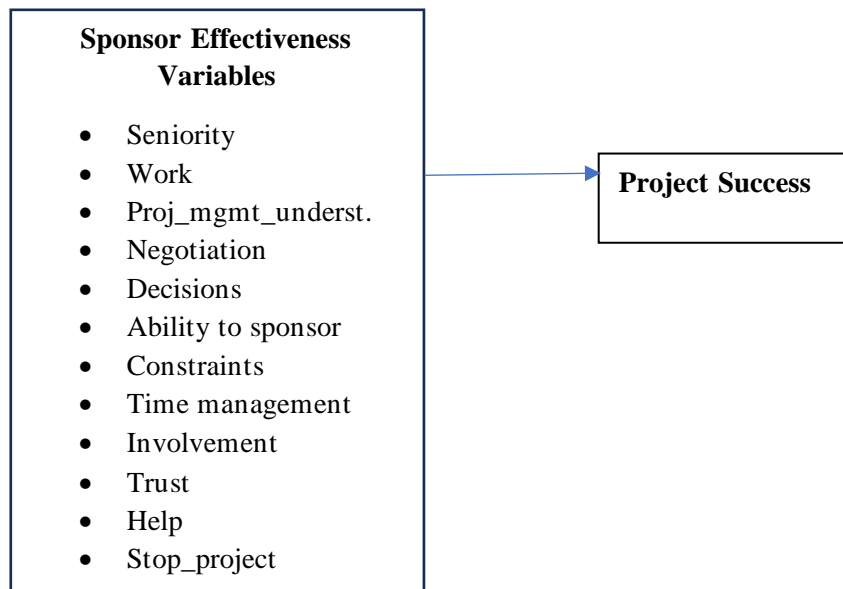 Sponsor Effectiveness
Variables
• Seniority
• Work
• Proj_mgmt_underst.
• Negotiation
• Decisions
• Ability to sponsor
• Constraints
• Time management
• Involvement
• Trust
• Help
• Stop_project
Project Success